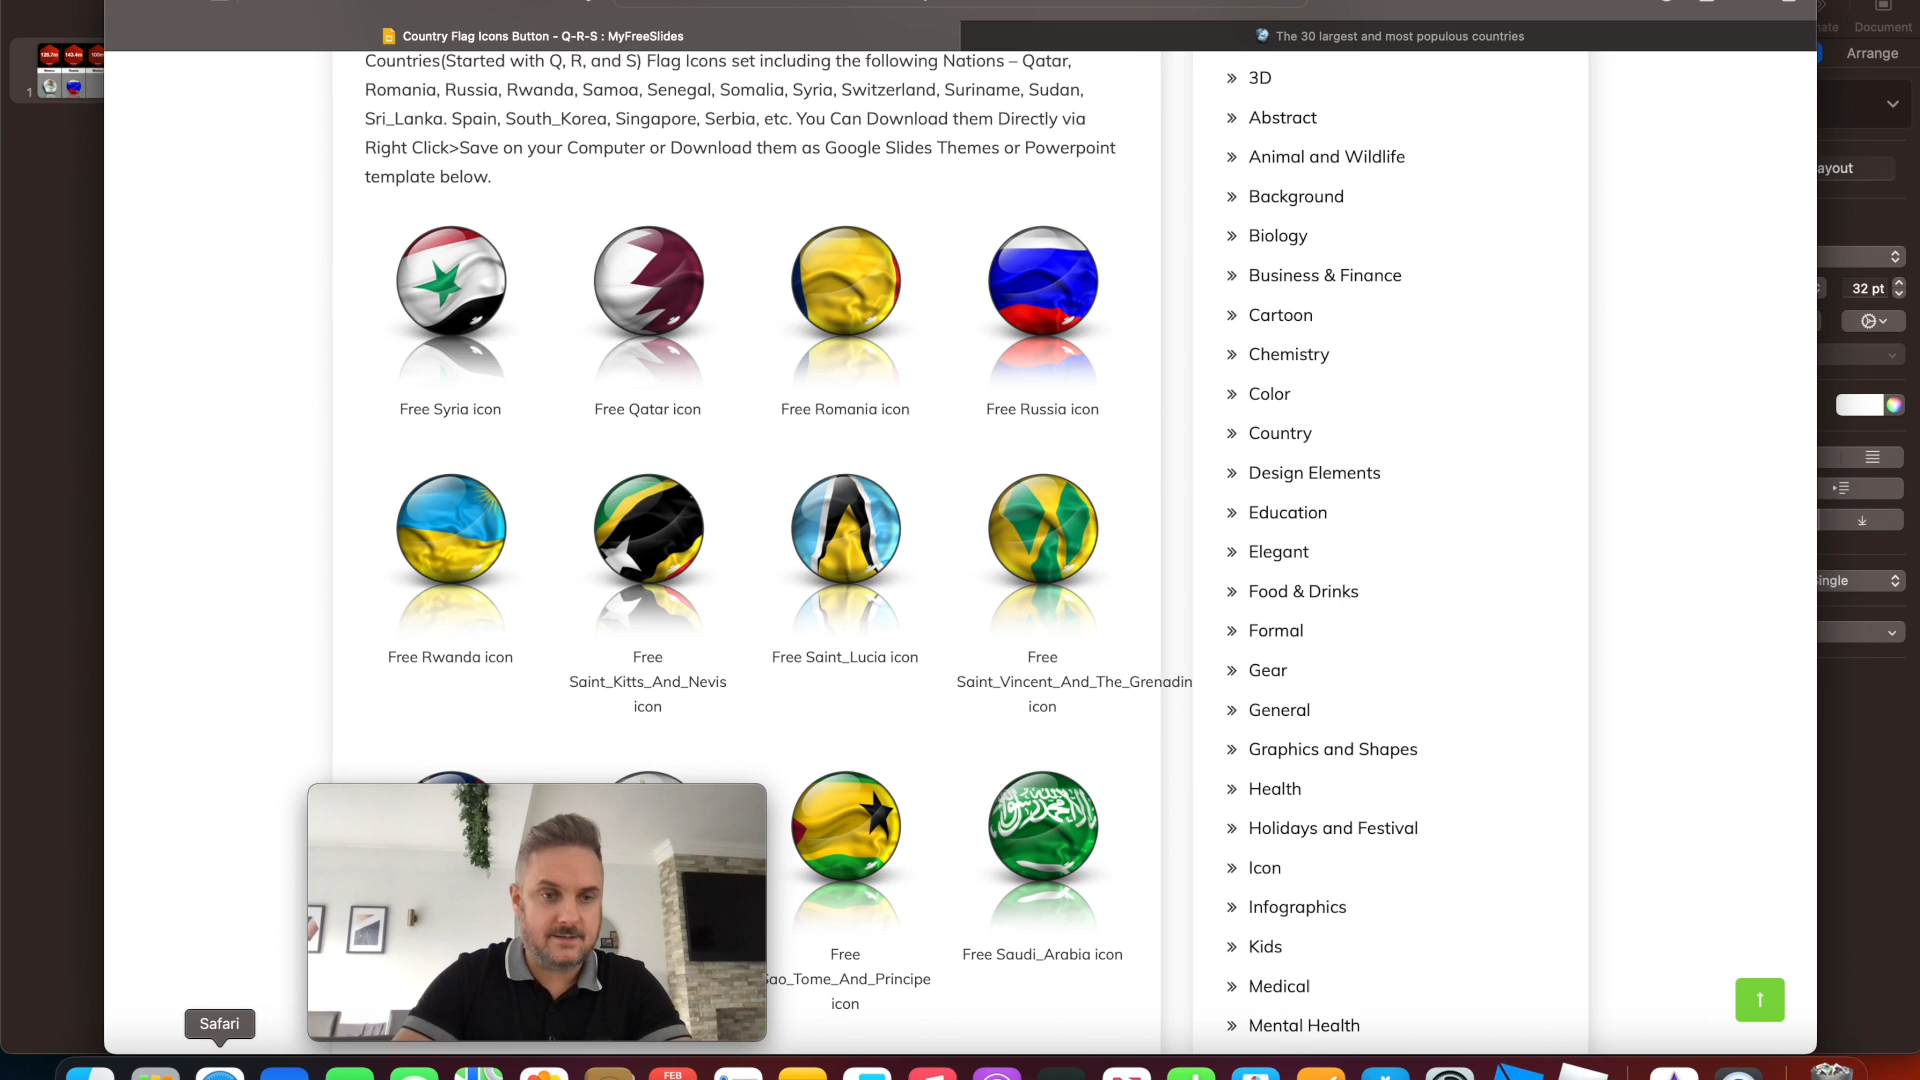 Country Flag Icons Button - Q-R-S : MyFreeSlides
The 30 largest and most populous countries
Document
Arrange
Countries(Started with Q, R, and S) Flag Icons set including the following Nations – Qatar,
Romania, Russia, Rwanda, Samoa, Senegal, Somalia, Syria, Switzerland, Suriname, Sudan,
Sri_Lanka. Spain, South_Korea, Singapore, Serbia, etc. You Can Download them Directly via
Right Click>Save on your Computer or Download them as Google Slides Themes or Powerpoint
template below.
Free Syria icon
Free Qatar icon
Free Romania icon
Free Russia icon
Free Rwanda icon
Free
Saint_Kitts_And_Nevis
icon
Free Saint_Lucia icon
Free
Saint_Vincent_And_The_Grenadin
icon
Free
ao_Tome_And_Principe
icon
Free Saudi_Arabia icon
3D
Abstract
Animal and Wildlife
Background
Biology
Business & Finance
Cartoon
Chemistry
Color
Country
Design Elements
Education
Elegant
Food & Drinks
Formal
Gear
General
Graphics and Shapes
Health
Holidays and Festival
Icon
Infographics
Kids
Medical
Mental Health
ayout
32 pt
ingle
1
Safari
FEB